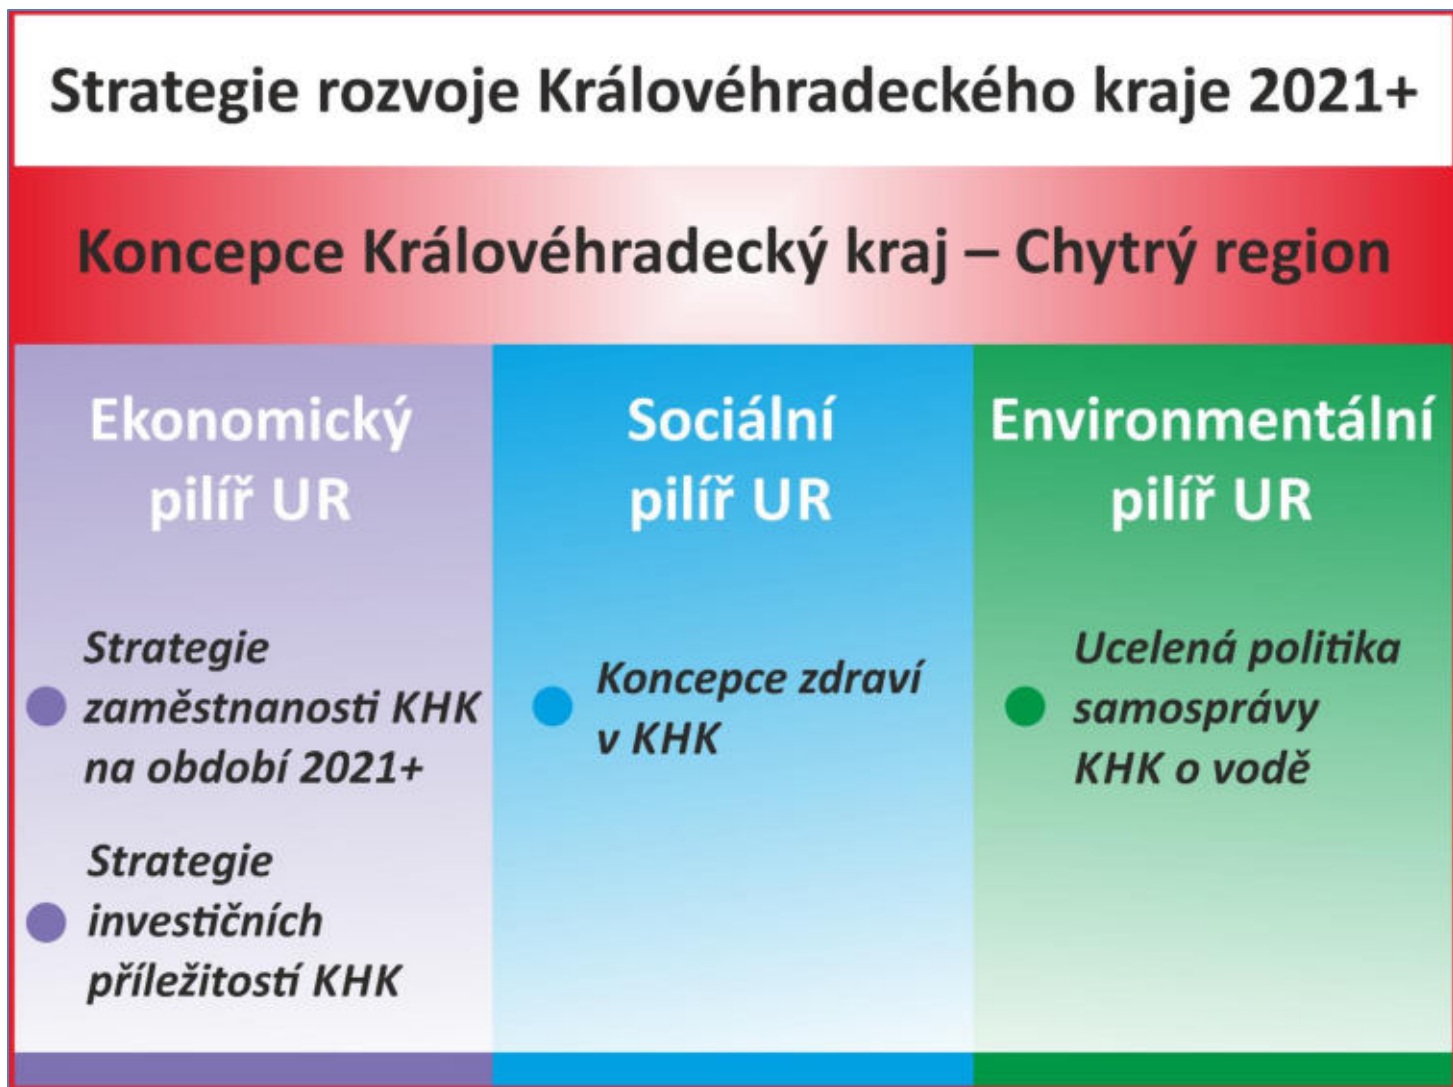 Strategie rozvoje Královéhradeckého kraje 2021+
Koncepce Královéhradecký kraj – Chytrý region
Ekonomický
pilíř UR
Strategie
zaměstnanosti KHK
na období 2021+
Strategie
investičních
příležitostí KHK
Sociální
pilíř UR
Koncepce zdraví
v KHK
Environmentální
pilíř UR
Ucelená politika
samosprávy
KHK o vodě